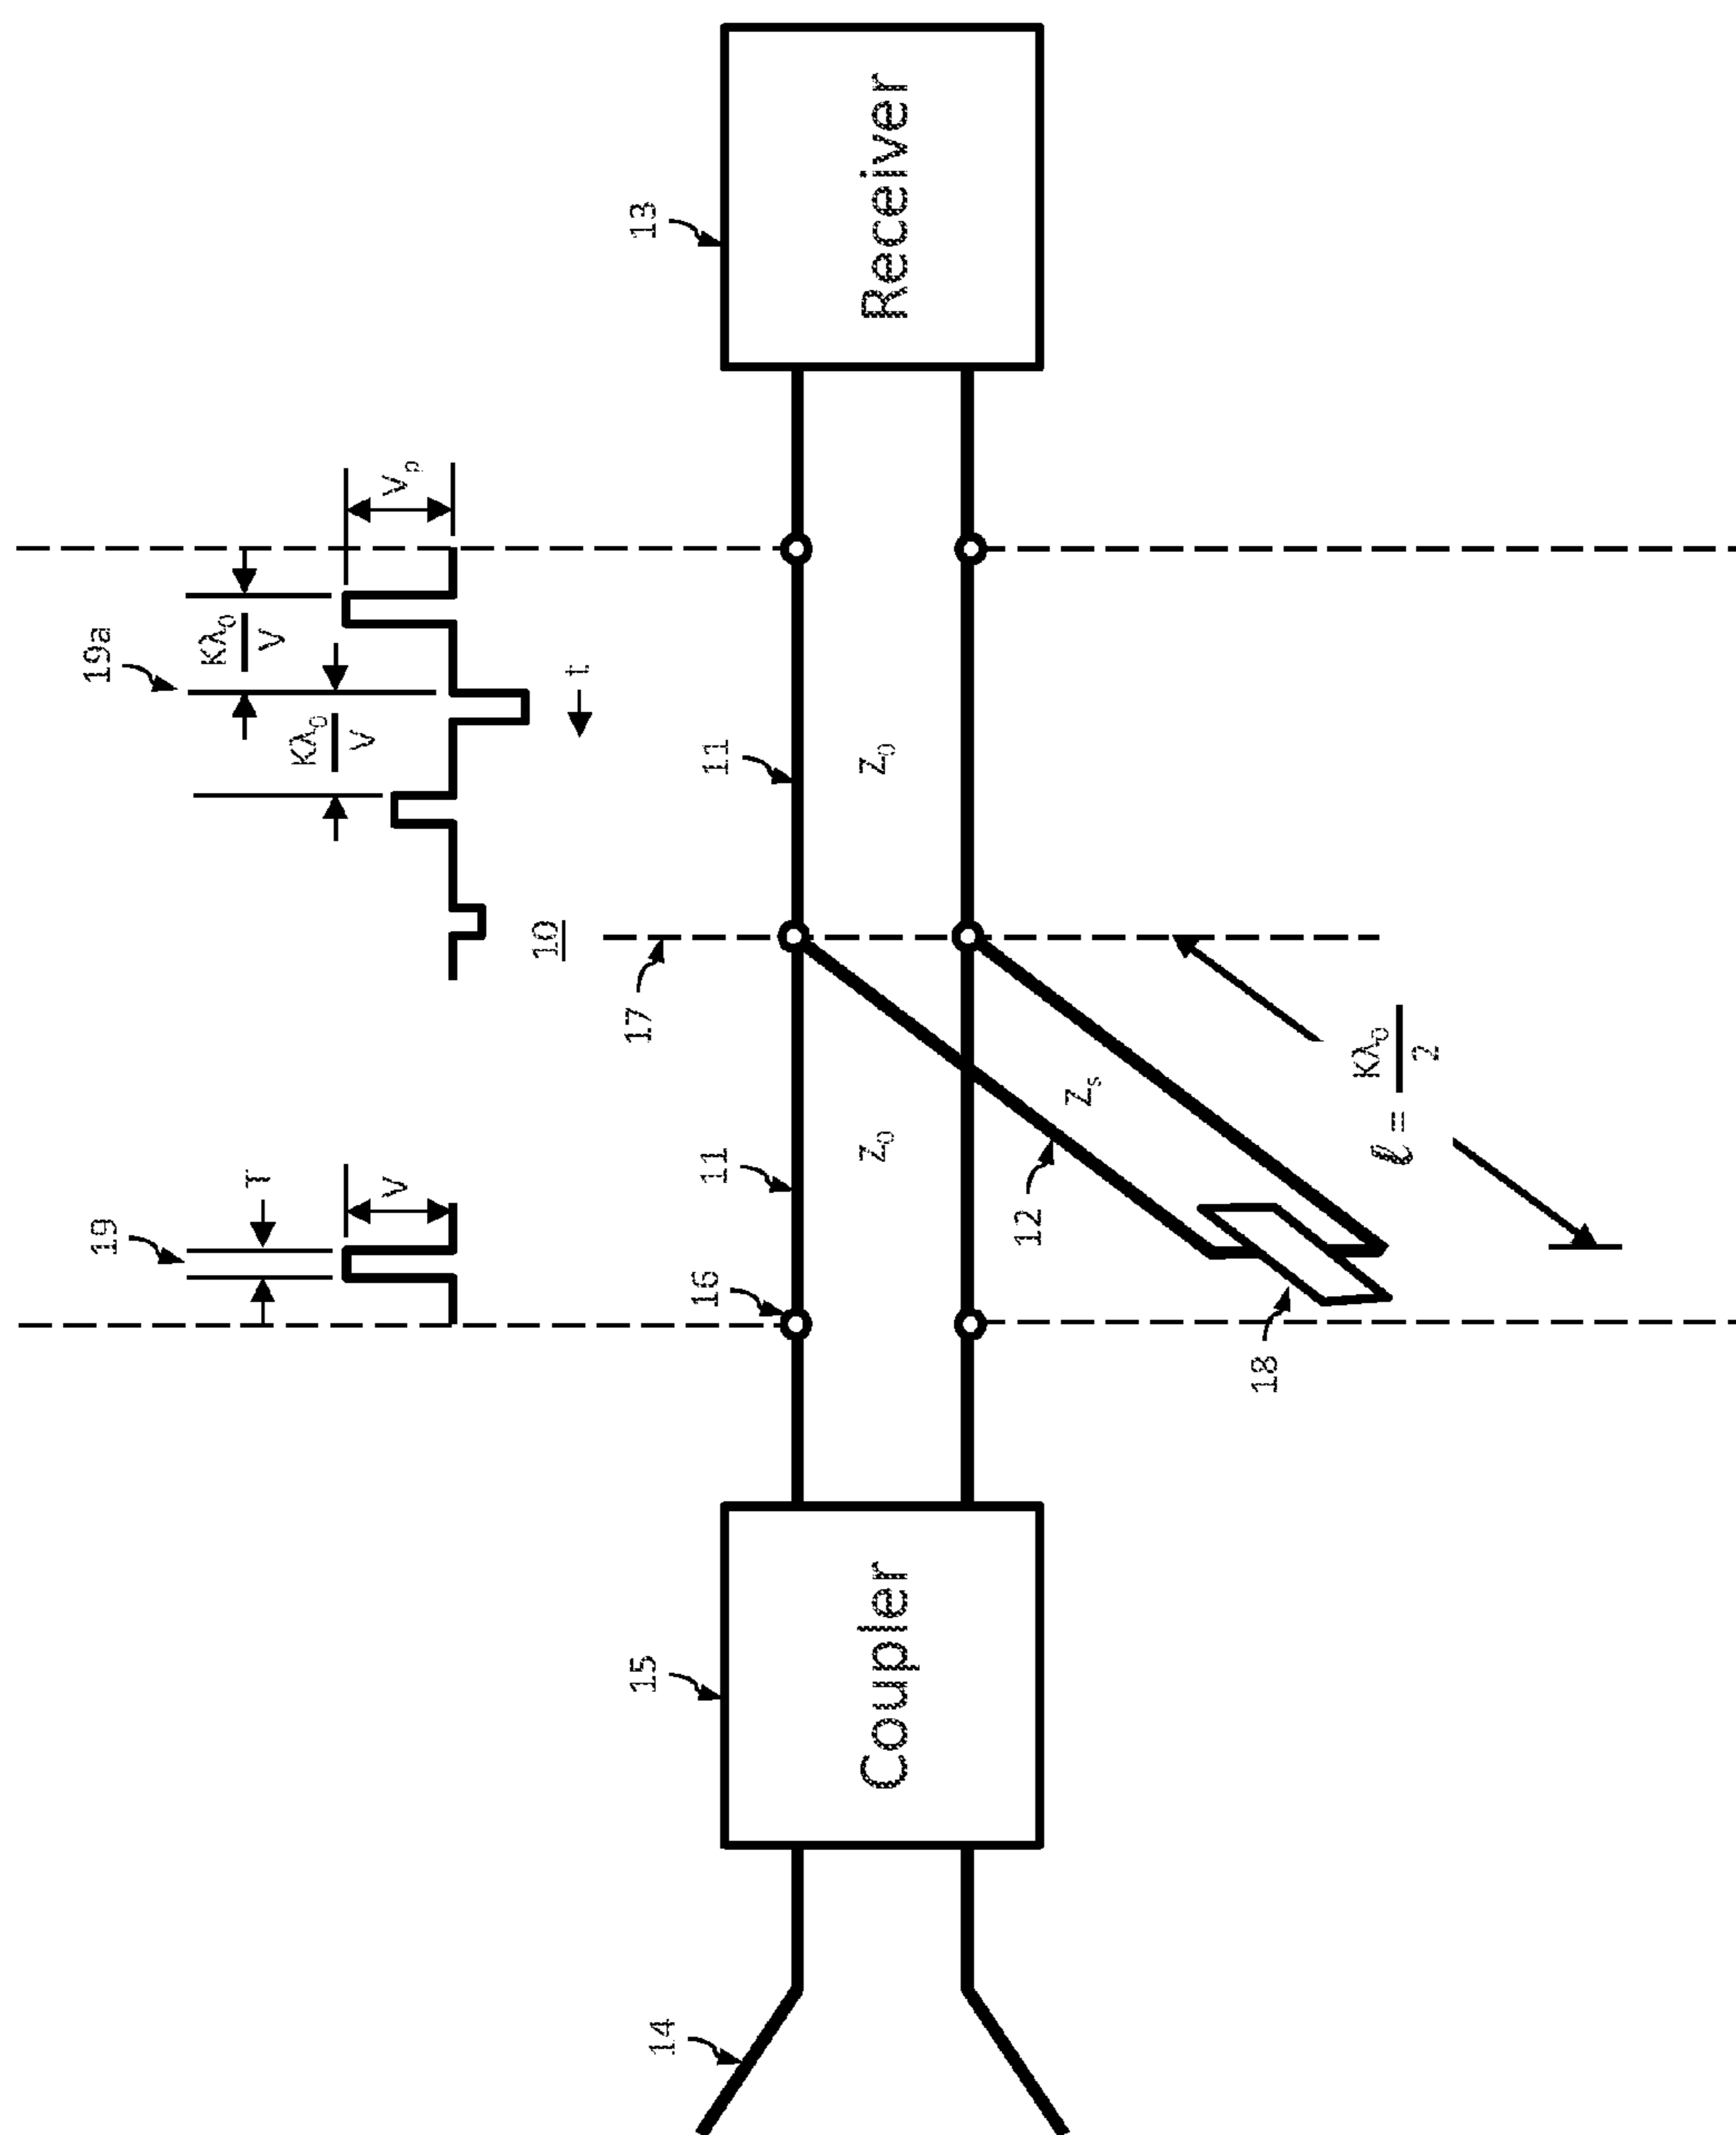 19
T
V
19a
Kλ0
V
Kλ0
V
Vp
t
10
14
15
Coupler
16
11
Z0
17
11
Z0
13
Receiver
12
Zs
18
ℓ = Kλ0
2